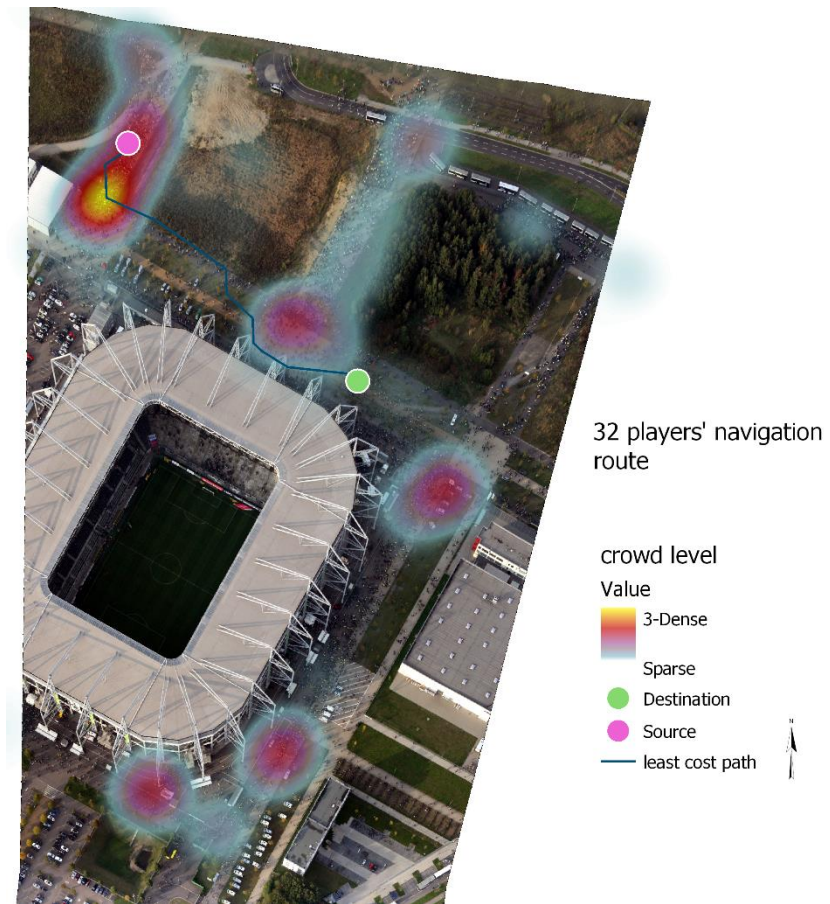 32 players' navigation
route
crowd level
Value
3-Dense
Sparse
Destination
Source
least cost path
N